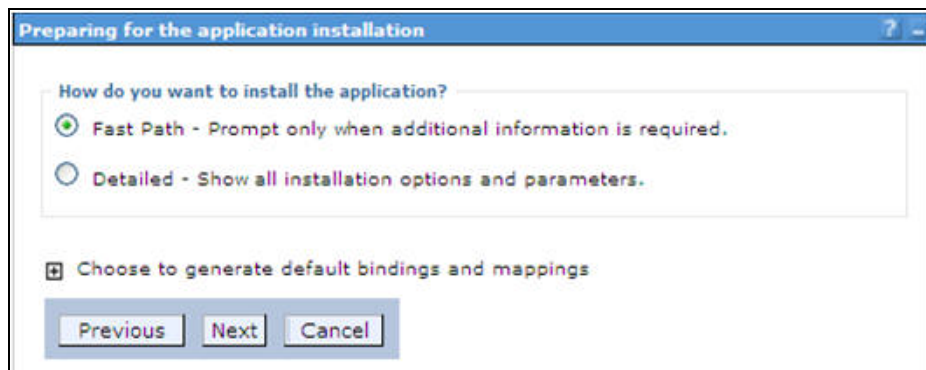 Preparing for the application installation ? _
How do you want to install the application?
Fast Path - Prompt only when additional information is required.
Detailed - Show all installation options and parameters.
Choose to generate default bindings and mappings
Previous Next Cancel